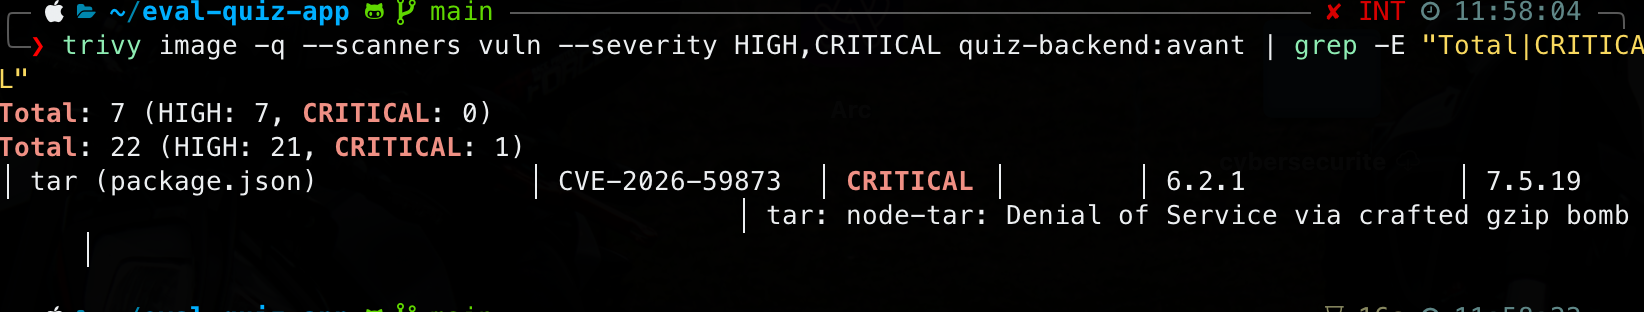 ~/eval-quiz-app main ✘ INT 11:58:04
❯ trivy image -q --scanners vuln --severity HIGH,CRITICAL quiz-backend:avant | grep -E "Total|CRITICA
L"
Total: 7 (HIGH: 7, CRITICAL: 0)
Total: 22 (HIGH: 21, CRITICAL: 1)
│ tar (package.json) │ CVE-2026-59873 │ CRITICAL │ │ 6.2.1 │ 7.5.19
│ tar: node-tar: Denial of Service via crafted gzip bomb
│
Arc
cybersecurite